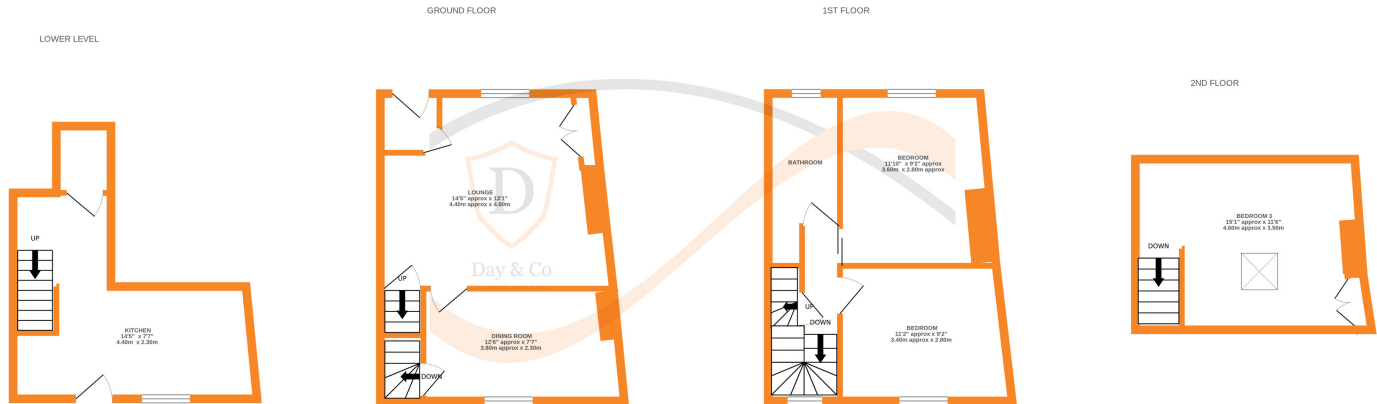 LOWER LEVEL
UP
KITCHEN
14'5" x 7'7"
4.40m x 2.30m
GROUND FLOOR
LOUNGE
14'5" approx x 13'1"
4.40m approx x 4.00m
D
Day & Co
UP
DINING ROOM
12'6" approx x 7'7"
3.80m approx x 2.30m
DOWN
1ST FLOOR
BATHROOM
BEDROOM
11'10" x 9'2" approx
3.60m x 2.80m approx
UP
DOWN
BEDROOM
11'2" approx x 9'2"
3.40m approx x 2.80m
2ND FLOOR
BEDROOM 3
15'1" approx x 11'6"
4.60m approx x 3.50m
DOWN